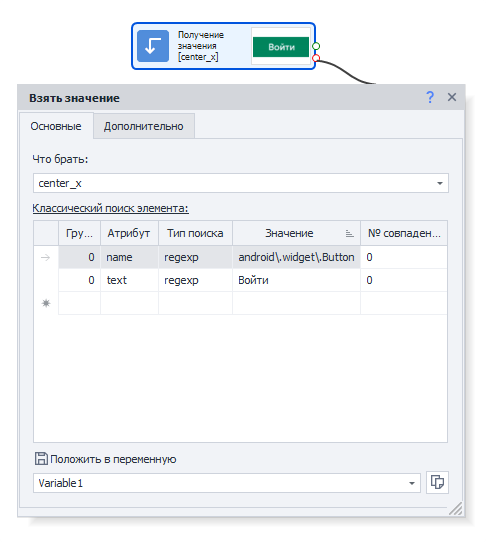 Получение
значения
[center_x]
Войти
Взять значение
?
Основные
Дополнительно
Что брать:
center_x
Классический поиск элемента:
Гру... Атрибут Тип поиска Значение № совпаден...
0 name regexp android\.widget\.Button 0
0 text regexp Войти 0
Положить в переменную
Variable1